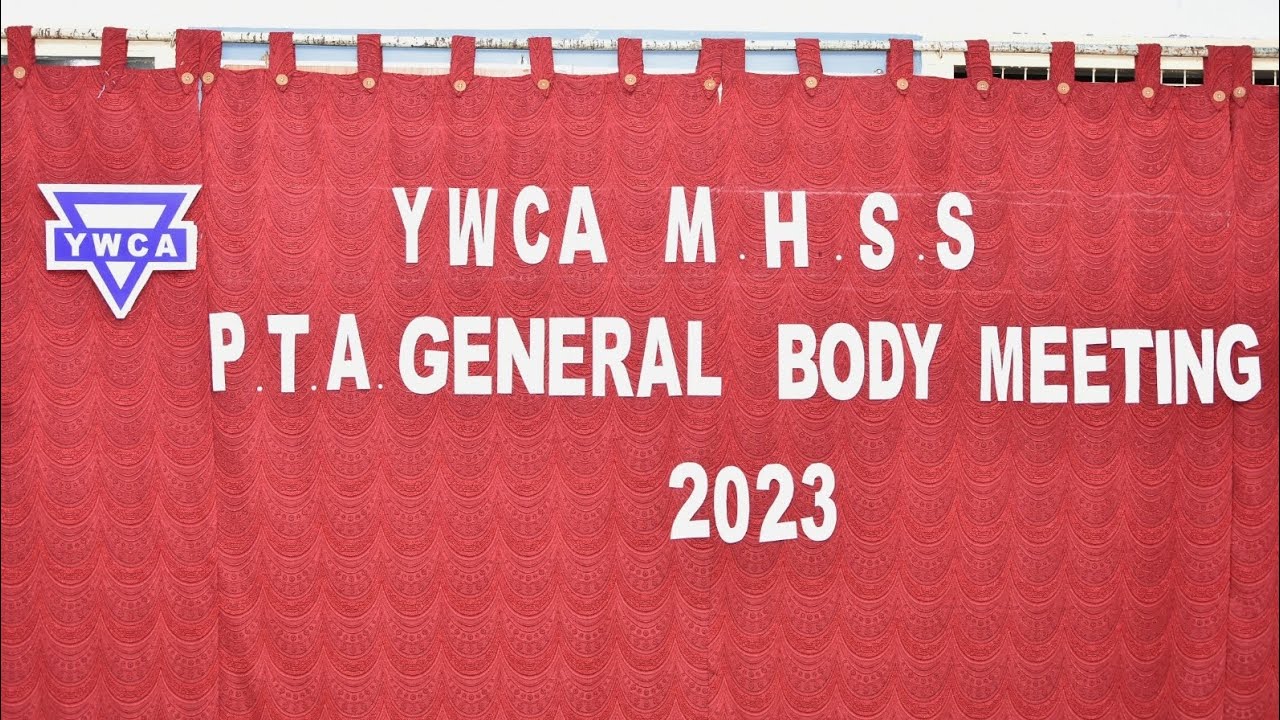 YWCA
YWCA M.H.S.S
P.T.A. GENERAL BODY MEETING
2023